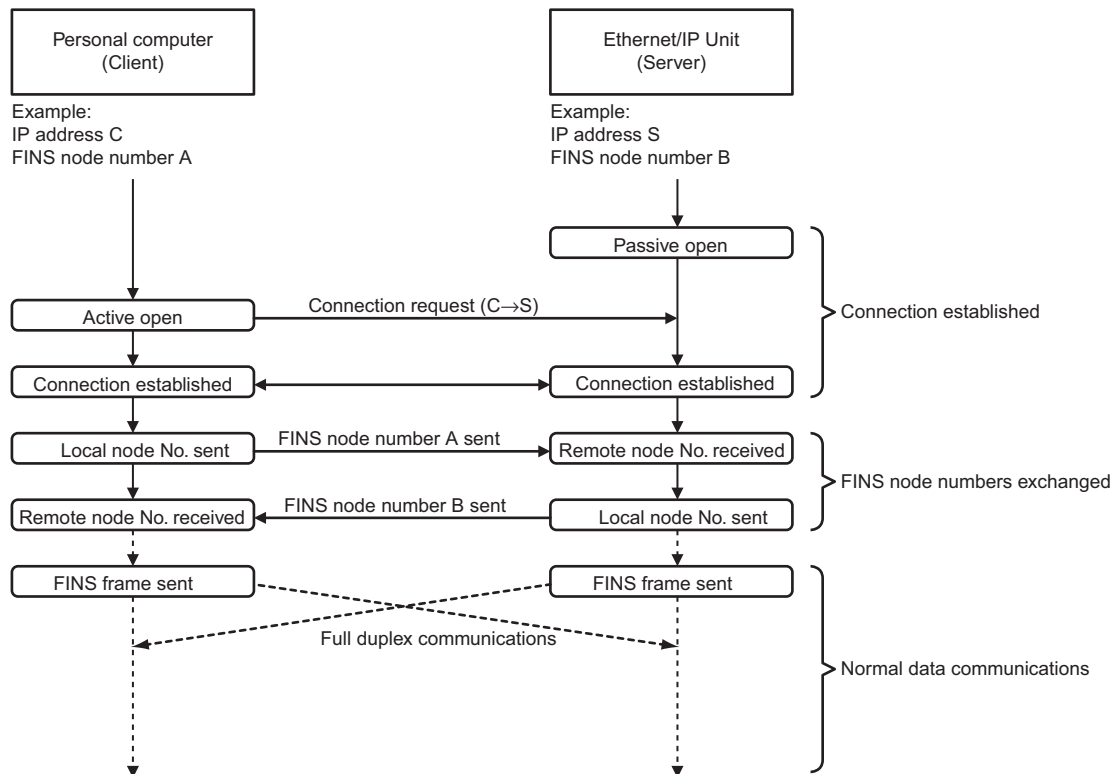 Personal computer
(Client)
Ethernet/IP Unit
(Server)
Example:
IP address C
FINS node number A
Example:
IP address S
FINS node number B
Passive open
Connection request (C→S)
Active open
Connection established
Connection established
Connection established
FINS node number A sent
Local node No. sent
Remote node No. received
FINS node numbers exchanged
FINS node number B sent
Remote node No. received
Local node No. sent
FINS frame sent
FINS frame sent
Full duplex communications
Normal data communications